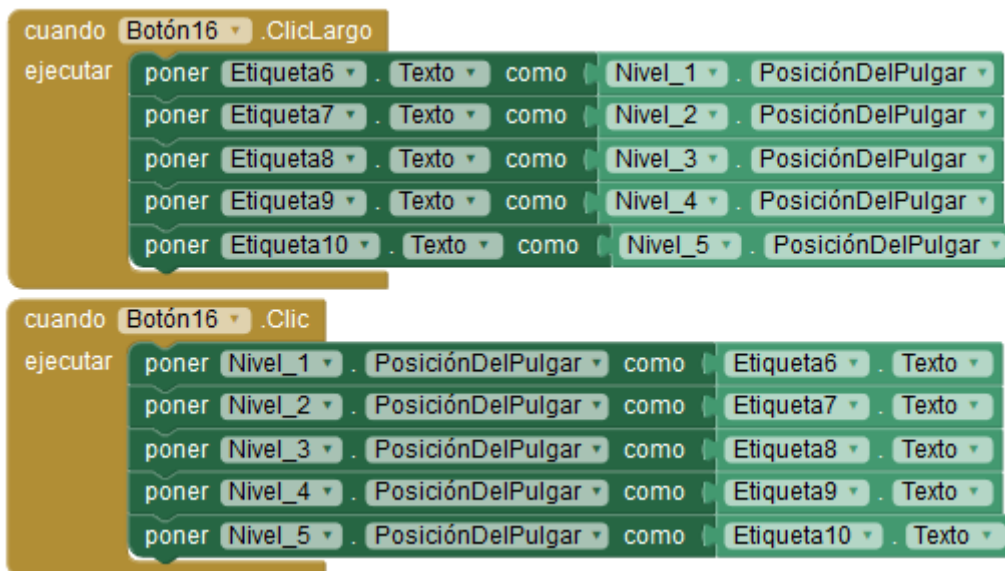 cuando Botón16 .ClicLargo
ejecutar poner Etiqueta6 . Texto como Nivel_1 . PosiciónDelPulgar
poner Etiqueta7 . Texto como Nivel_2 . PosiciónDelPulgar
poner Etiqueta8 . Texto como Nivel_3 . PosiciónDelPulgar
poner Etiqueta9 . Texto como Nivel_4 . PosiciónDelPulgar
poner Etiqueta10 . Texto como Nivel_5 . PosiciónDelPulgar
cuando Botón16 .Clic
ejecutar poner Nivel_1 . PosiciónDelPulgar como Etiqueta6 . Texto
poner Nivel_2 . PosiciónDelPulgar como Etiqueta7 . Texto
poner Nivel_3 . PosiciónDelPulgar como Etiqueta8 . Texto
poner Nivel_4 . PosiciónDelPulgar como Etiqueta9 . Texto
poner Nivel_5 . PosiciónDelPulgar como Etiqueta10 . Texto